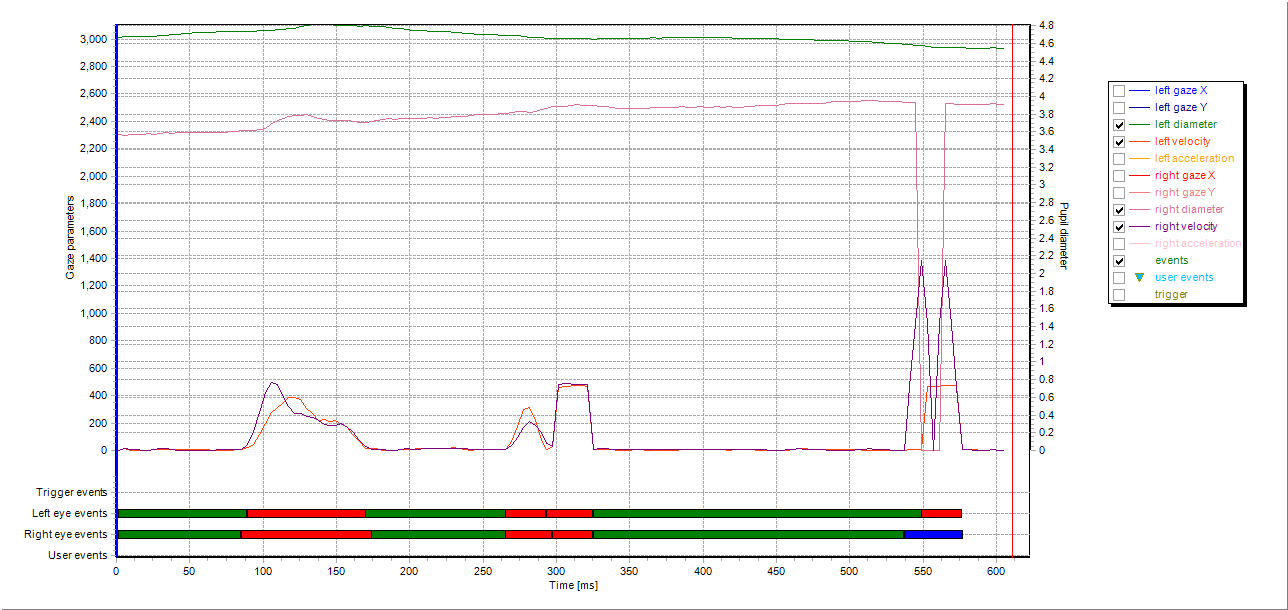 3,000
2,800
2,600
2,400
2,200
2,000
1,800
1,600
1,400
1,200
1,000
800
600
400
200
0
Gaze parameters
4.8
4.6
4.4
4.2
4
3.8
3.6
3.4
3.2
3
2.8
2.6
2.4
2.2
2
1.8
1.6
1.4
1.2
1
0.8
0.6
0.4
0.2
0
Pupil diameter
left gaze X
left gaze Y
left diameter
left velocity
left acceleration
right gaze X
right gaze Y
right diameter
right velocity
right acceleration
events
user events
trigger
Trigger events
Left eye events
Right eye events
User events
0 50 100 150 200 250 300 350 400 450 500 550 600
Time [ms]